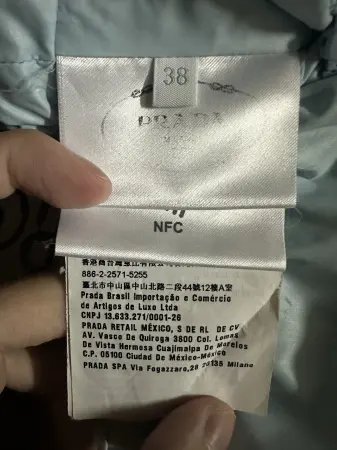 38
PRADA
NFC
886-2-2571-5255
臺北市中山區中山北路二段44號12樓A室
Prada Brasil Importação e Comércio
de Artigos de Luxo Ltda
CNPJ 13.633.271/0001-26
PRADA RETAIL MÉXICO, S DE RL DE CV
AV. Vasco De Quiroga 3800 Col. Lomas
De Vista Hermosa Cuajimalpa De Morelos
C.P. 05100 Ciudad De México-México
PRADA SPA Via Fogazzaro,28 20135 Milano